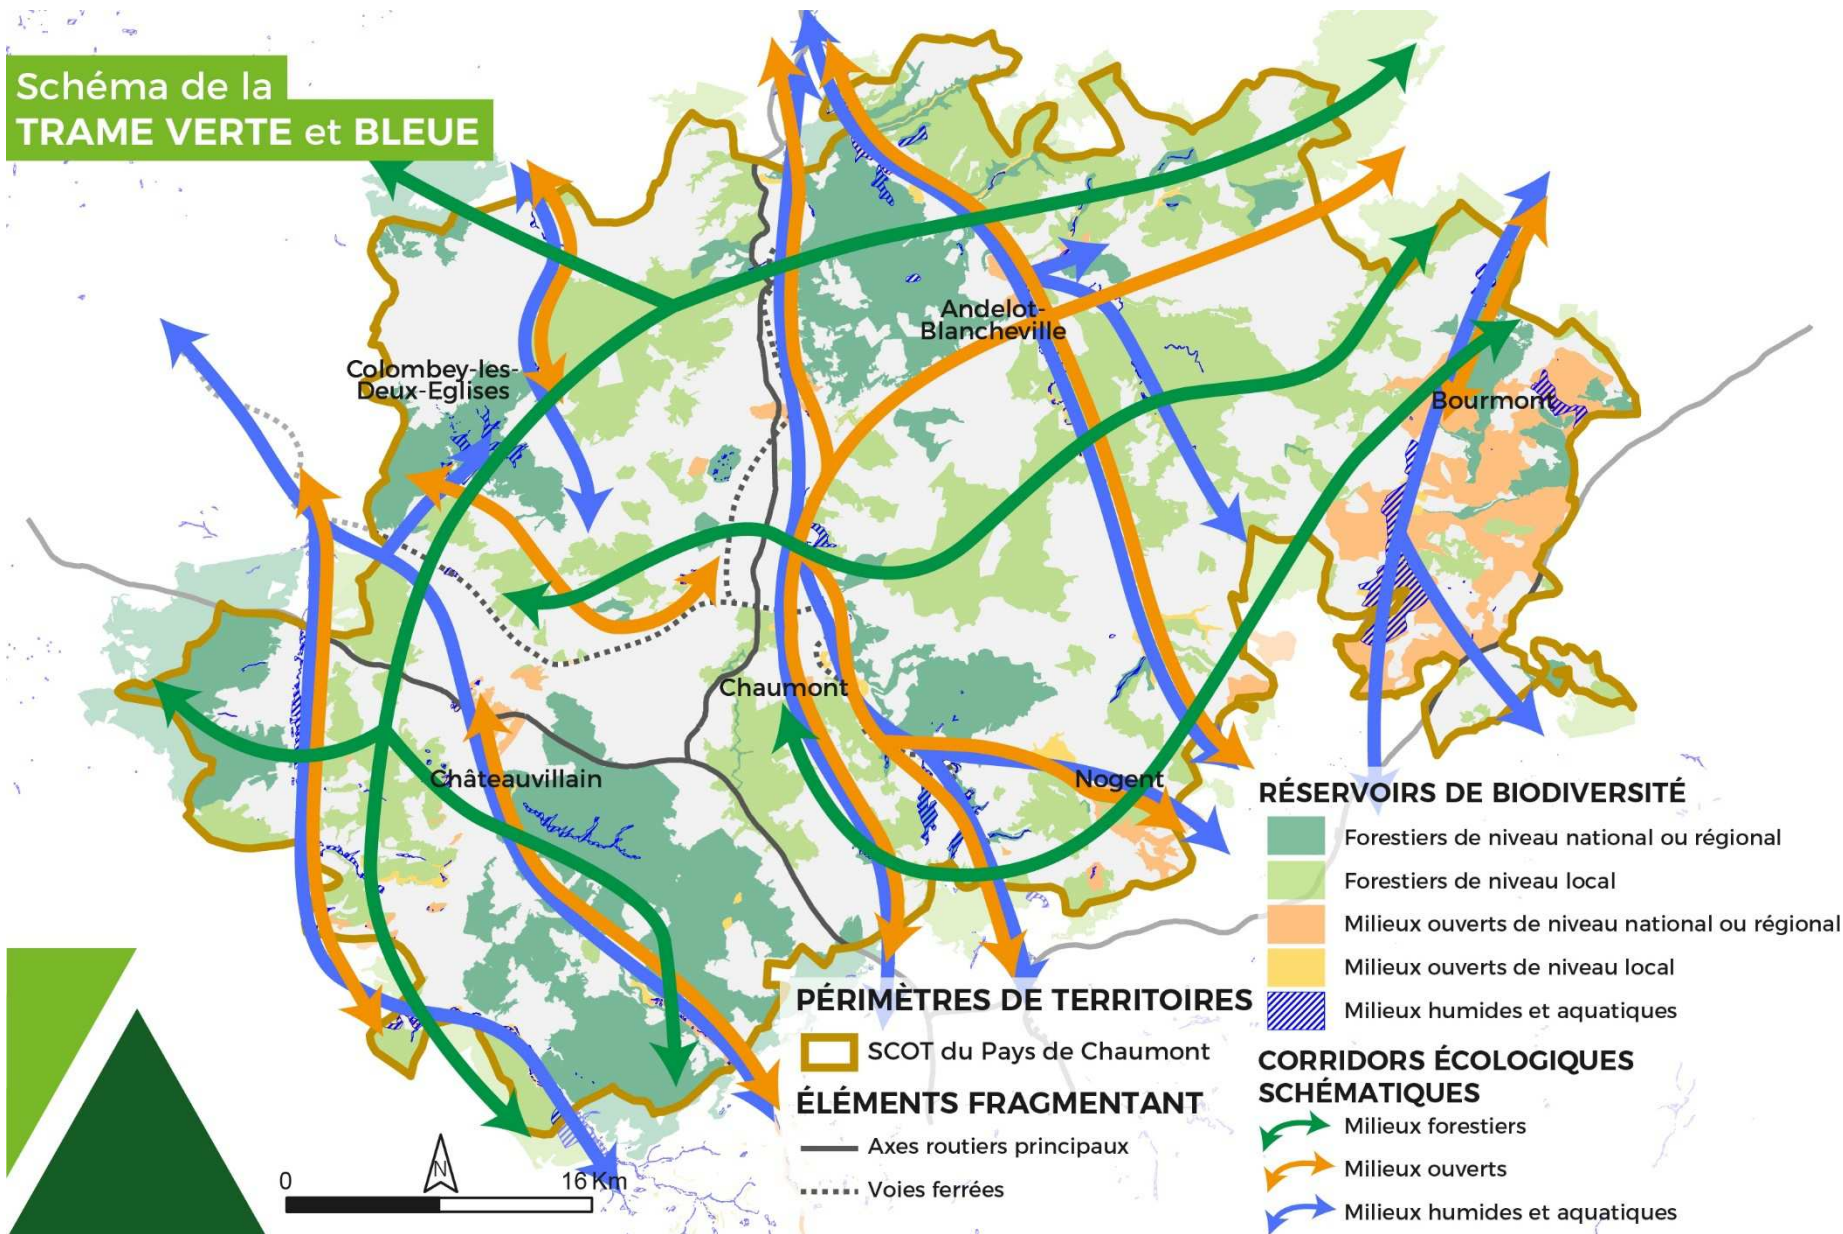 Schéma de la
TRAME VERTE et BLEUE
Andelot-
Blancheville
Colombey-les-
Deux-Eglises
Bourmont
Chaumont
Châteauvillain
Nogent
RÉSERVOIRS DE BIODIVERSITÉ
Forestiers de niveau national ou régional
Forestiers de niveau local
Milieux ouverts de niveau national ou régional
Milieux ouverts de niveau local
Milieux humides et aquatiques
PÉRIMÈTRES DE TERRITOIRES
SCOT du Pays de Chaumont
ÉLÉMENTS FRAGMENTANT
Axes routiers principaux
Voies ferrées
CORRIDORS ÉCOLOGIQUES
SCHÉMATIQUES
Milieux forestiers
Milieux ouverts
Milieux humides et aquatiques
N
0 16 Km